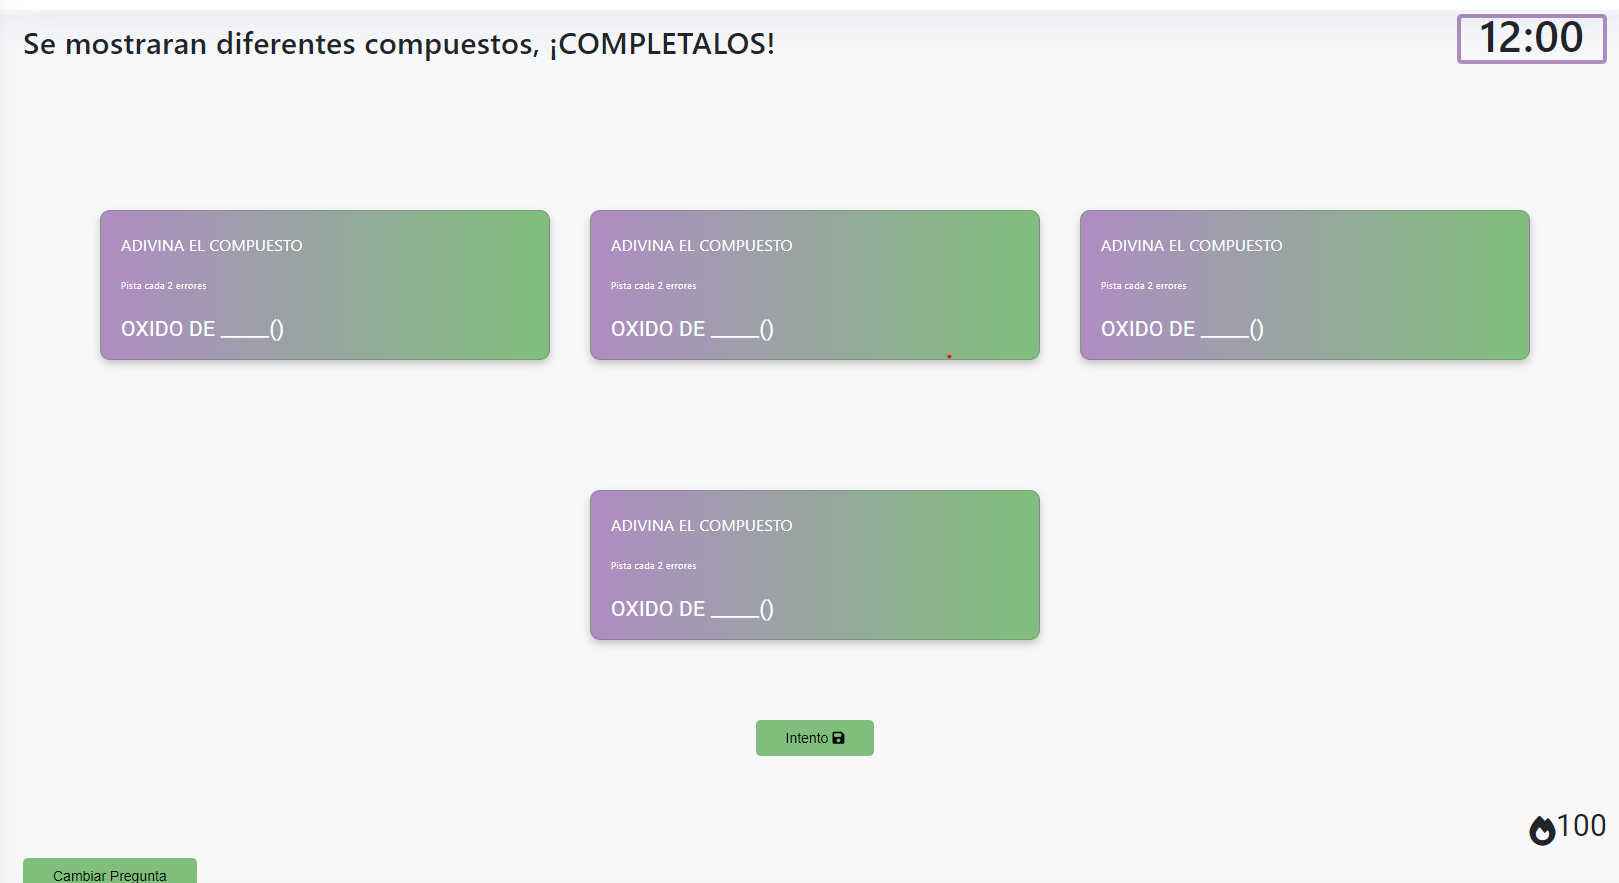 Se mostraran diferentes compuestos, ¡COMPLETALOS!
12:00
ADIVINA EL COMPUESTO
Pista cada 2 errores
OXIDO DE _____()
ADIVINA EL COMPUESTO
Pista cada 2 errores
OXIDO DE _____()
ADIVINA EL COMPUESTO
Pista cada 2 errores
OXIDO DE _____()
ADIVINA EL COMPUESTO
Pista cada 2 errores
OXIDO DE _____()
Intento
100
Cambiar Pregunta